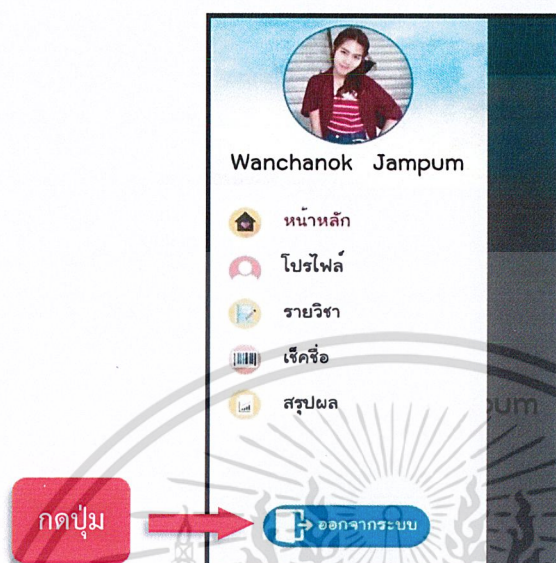 Wanchanok Jampum
หน้าหลัก
โปรไฟล์
รายวิชา
เช็คชื่อ
สรุปผล
pum
กดปุ่ม
ออกจากระบบ